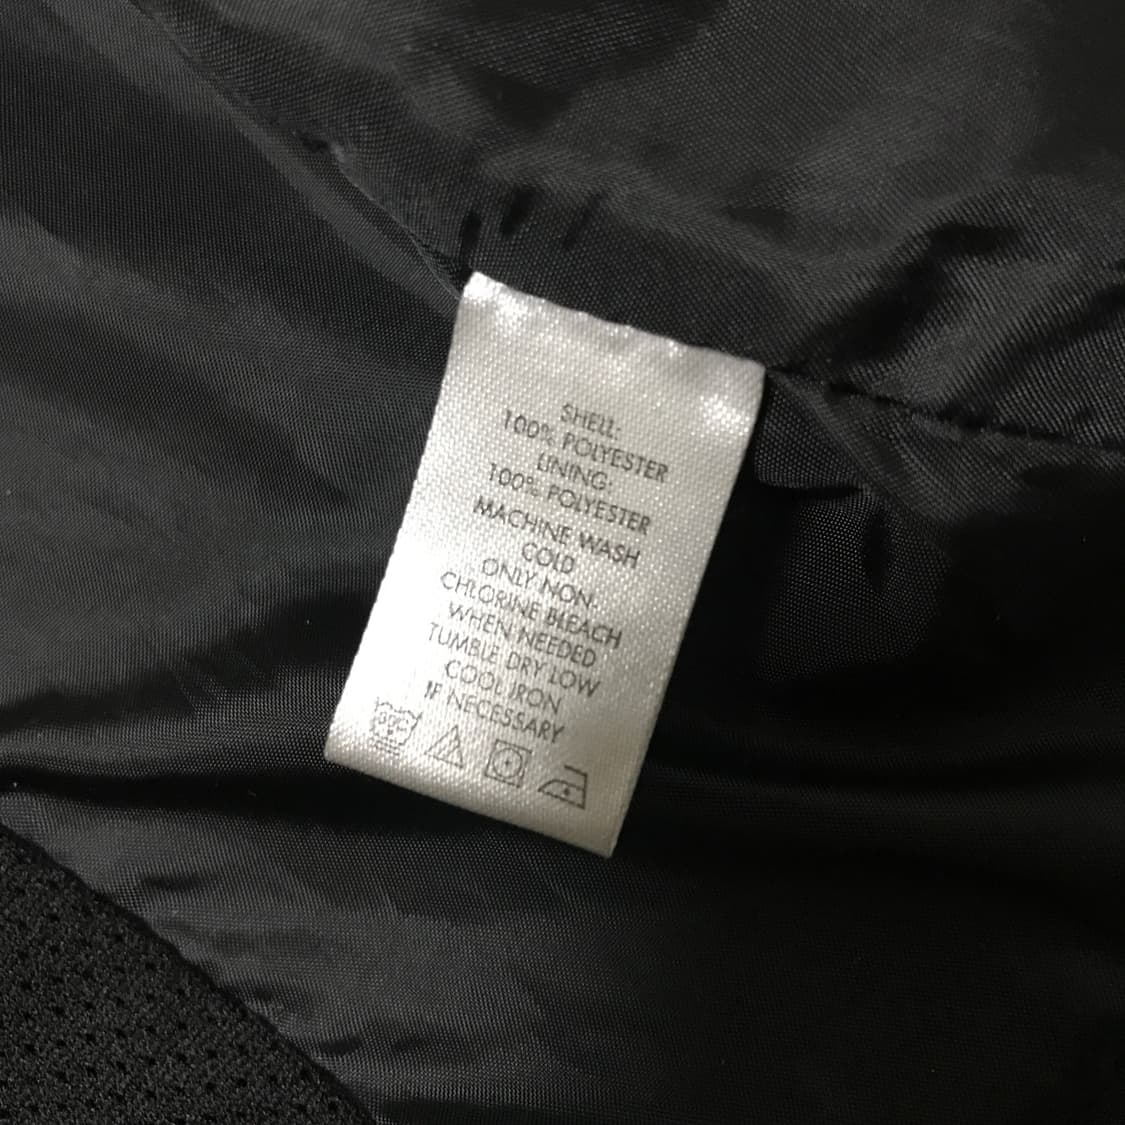 SHELL:
100% POLYESTER
LINING:
100% POLYESTER
MACHINE WASH
COLD
ONLY NON-
CHLORINE BLEACH
WHEN NEEDED
TUMBLE DRY LOW
COOL IRON
IF NECESSARY
30C